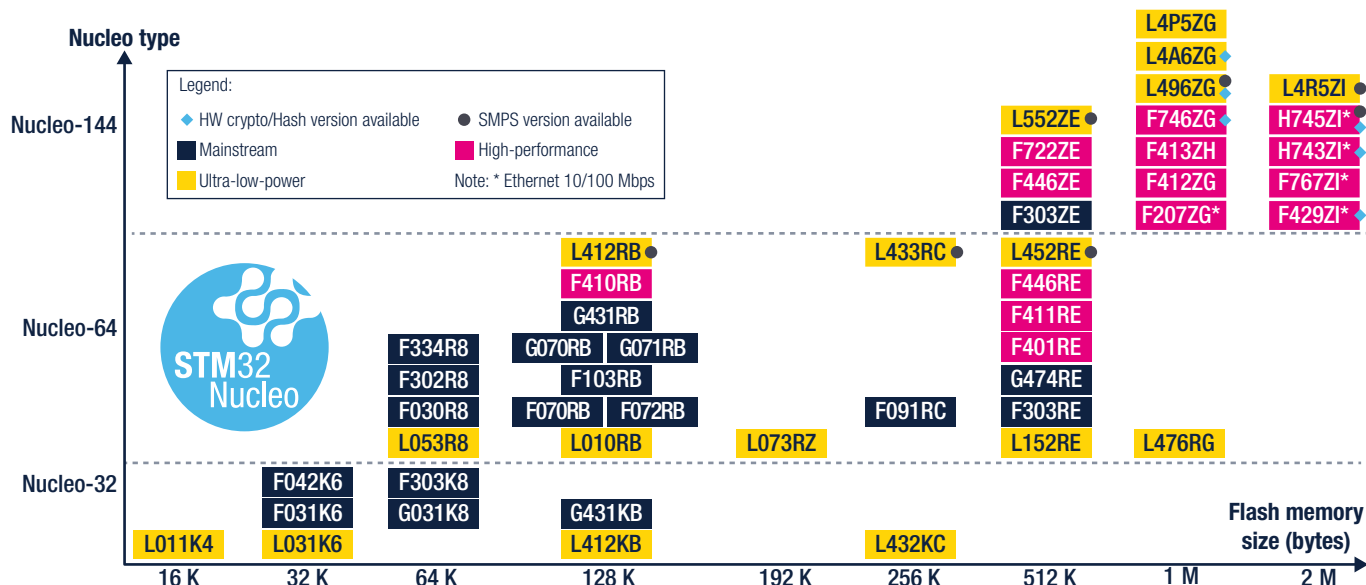 Nucleo type
Legend:
HW crypto/Hash version available
SMPS version available
Mainstream
High-performance
Ultra-low-power
Note: * Ethernet 10/100 Mbps
Nucleo-144
L4P5ZG
L4A6ZG
L496ZG
L4R5ZI
L552ZE
F746ZG
H745ZI*
F722ZE
F413ZH
H743ZI*
F446ZE
F412ZG
F767ZI*
F303ZE
F207ZG*
F429ZI*
Nucleo-64
STM32
Nucleo
L412RB
L433RC
L452RE
F410RB
F446RE
G431RB
F411RE
F334R8
G070RB
G071RB
F401RE
F302R8
F103RB
G474RE
F030R8
F070RB
F072RB
F091RC
F303RE
L053R8
L010RB
L073RZ
L152RE
L476RG
Nucleo-32
F042K6
F303K8
F031K6
G031K8
G431KB
L011K4
L031K6
L412KB
L432KC
Flash memory
size (bytes)
16 K
32 K
64 K
128 K
192 K
256 K
512 K
1 M
2 M